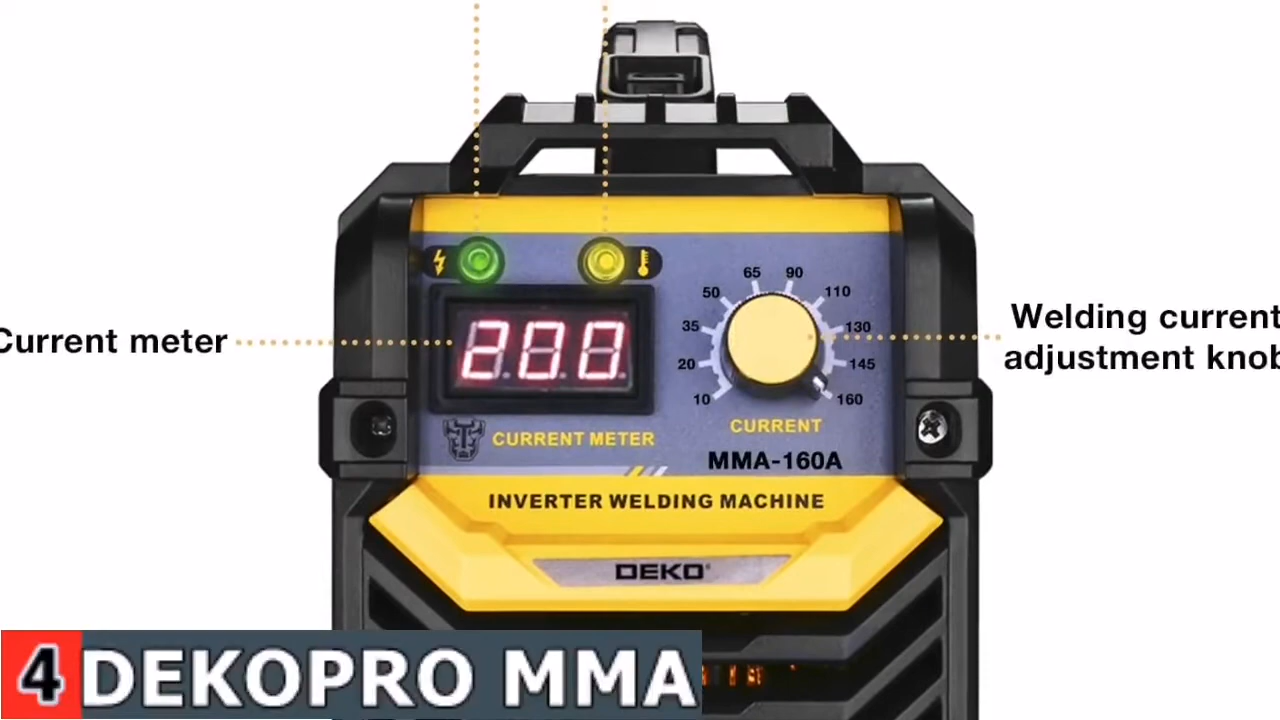 65 90
50 110
35 130
20 145
10 160
200
Current meter
Welding current
adjustment knob
CURRENT
CURRENT METER
MMA-160A
INVERTER WELDING MACHINE
DEKO
4 DEKOPRO MMA